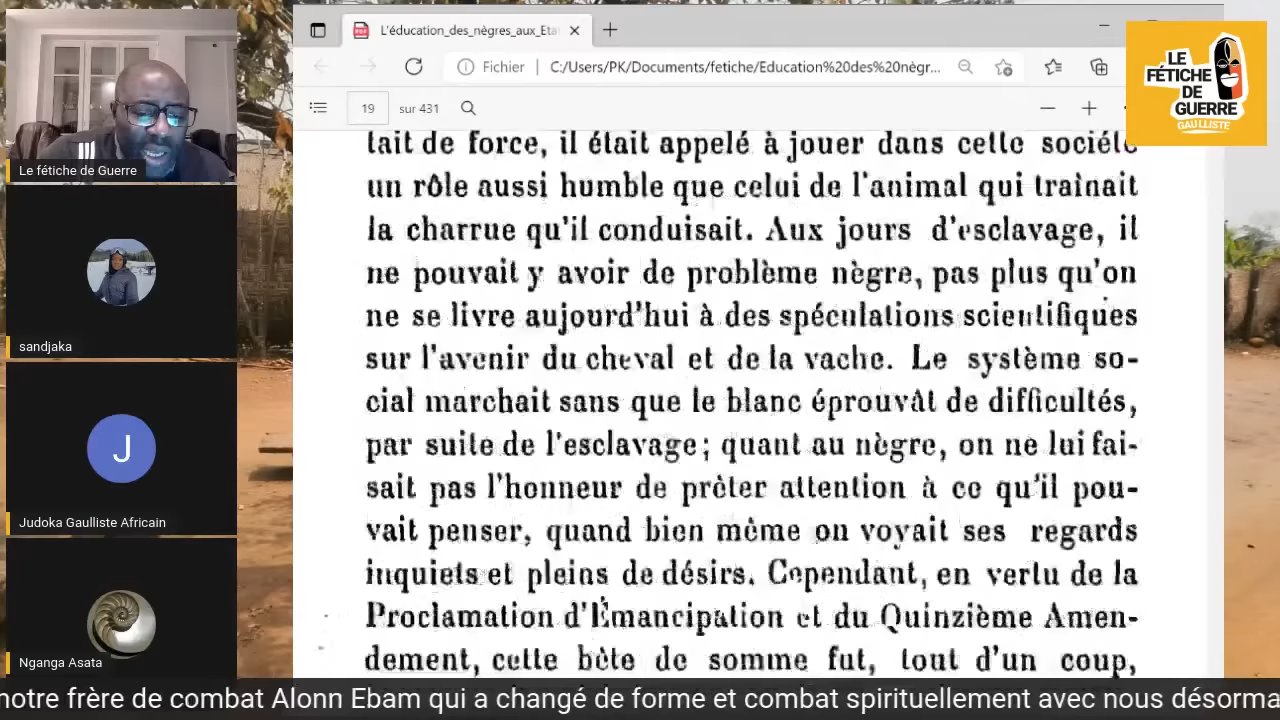 L'éducation_des_nègres_aux_Eta
Fichier
C:/Users/PK/Documents/fetiche/Education%20des%20nègr...
19 sur 431
LE
FÉTICHE
DE
GUERRE
GAULLISTE
tait de force, il était appelé à jouer dans cette société
un rôle aussi humble que celui de l'animal qui traînait
la charrue qu'il conduisait. Aux jours d'esclavage, il
ne pouvait y avoir de problème nègre, pas plus qu'on
ne se livre aujourd'hui à des spéculations scientifiques
sur l'avenir du cheval et de la vache. Le système so-
cial marchait sans que le blanc éprouvât de difficultés,
par suite de l'esclavage; quant au nègre, on ne lui fai-
sait pas l'honneur de prêter attention à ce qu'il pou-
vait penser, quand bien même on voyait ses regards
inquiets et pleins de désirs. Cependant, en vertu de la
Proclamation d'Émancipation et du Quinzième Amen-
dement, cette bête de somme fut, tout d'un coup,
Le fétiche de Guerre
sandjaka
J
Judoka Gaulliste Africain
Nganga Asata
notre frère de combat Alonn Ebam qui a changé de forme et combat spirituellement avec nous désorma